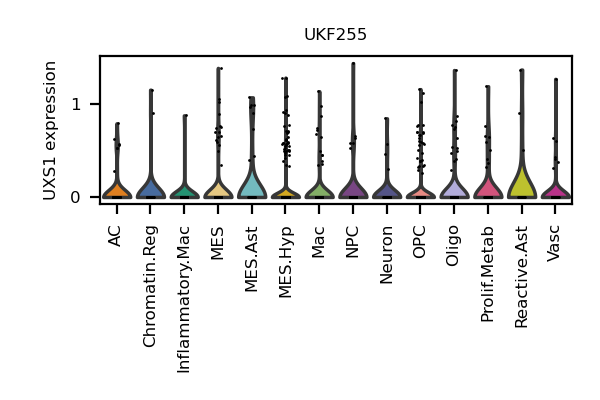 UKF255
UXS1 expression
1
0
AC
Chromatin.Reg
Inflammatory.Mac
MES
MES.Ast
MES.Hyp
Mac
NPC
Neuron
OPC
Oligo
Prolif.Metab
Reactive.Ast
Vasc